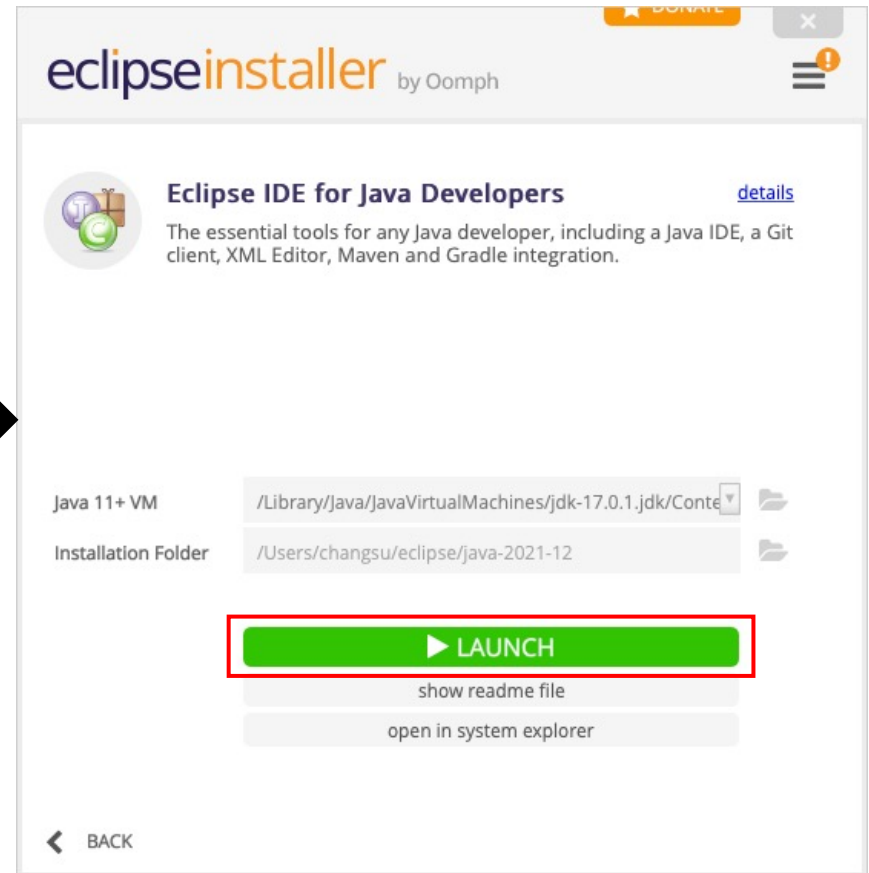 DONATE
eclipseinstaller by Oomph
Eclipse IDE for Java Developers
details
The essential tools for any Java developer, including a Java IDE, a Git
client, XML Editor, Maven and Gradle integration.
Java 11+ VM
/Library/Java/JavaVirtualMachines/jdk-17.0.1.jdk/Conte
Installation Folder
/Users/changsu/eclipse/java-2021-12
LAUNCH
show readme file
open in system explorer
BACK